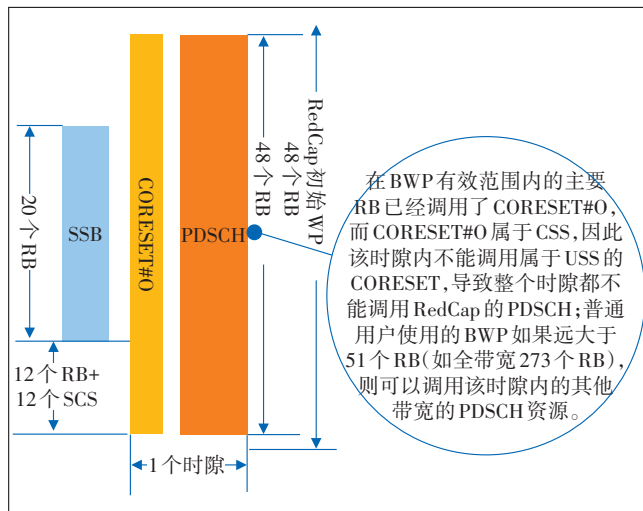 20个RB
SSB
12个RB+
12个SCS
CORESET#O
PDSCH
48个RB
48个RB
RedCap初始WP
1个时隙
在BWP有效范围内的主要
RB已经调用了CORESET#O,
而CORESET#O属于CSS,因此
该时隙内不能调用属于USS的
CORESET,导致整个时隙都不
能调用RedCap的PDSCH;普通
用户使用的BWP如果远大于
51个RB(如全带宽273个RB),
则可以调用该时隙内的其他
带宽的PDSCH资源。